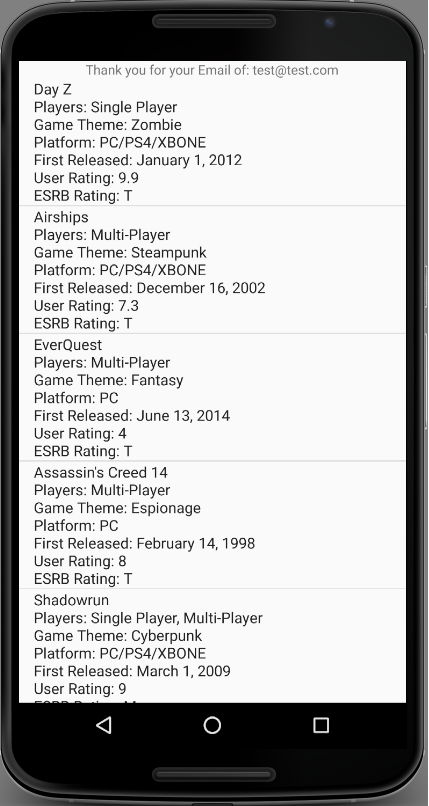 Thank you for your Email of: test@test.com
Day Z
Players: Single Player
Game Theme: Zombie
Platform: PC/PS4/XBONE
First Released: January 1, 2012
User Rating: 9.9
ESRB Rating: T
Airships
Players: Multi-Player
Game Theme: Steampunk
Platform: PC/PS4/XBONE
First Released: December 16, 2002
User Rating: 7.3
ESRB Rating: T
EverQuest
Players: Multi-Player
Game Theme: Fantasy
Platform: PC
First Released: June 13, 2014
User Rating: 4
ESRB Rating: T
Assassin's Creed 14
Players: Multi-Player
Game Theme: Espionage
Platform: PC
First Released: February 14, 1998
User Rating: 8
ESRB Rating: T
Shadowrun
Players: Single Player, Multi-Player
Game Theme: Cyberpunk
Platform: PC/PS4/XBONE
First Released: March 1, 2009
User Rating: 9